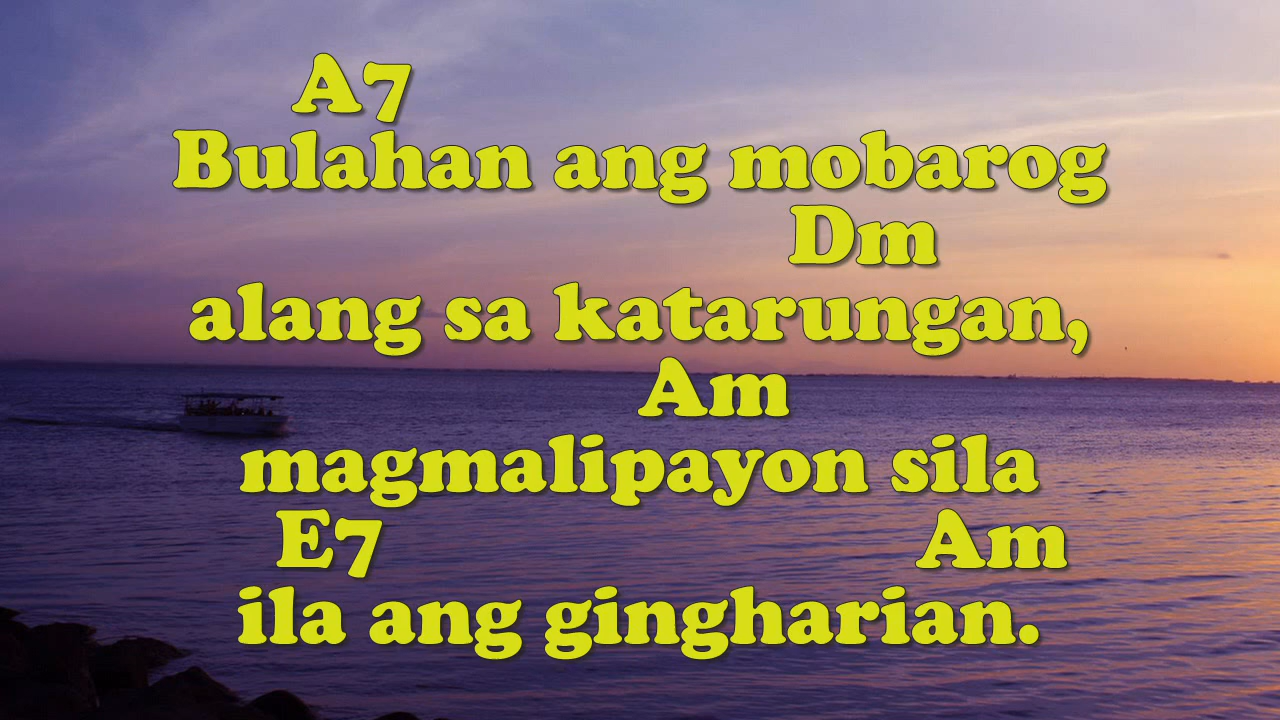 A7
Bulahan ang mobarog
Dm
alang sa katarungan,
Am
magmalipayon sila
E7 Am
ila ang gingharian.